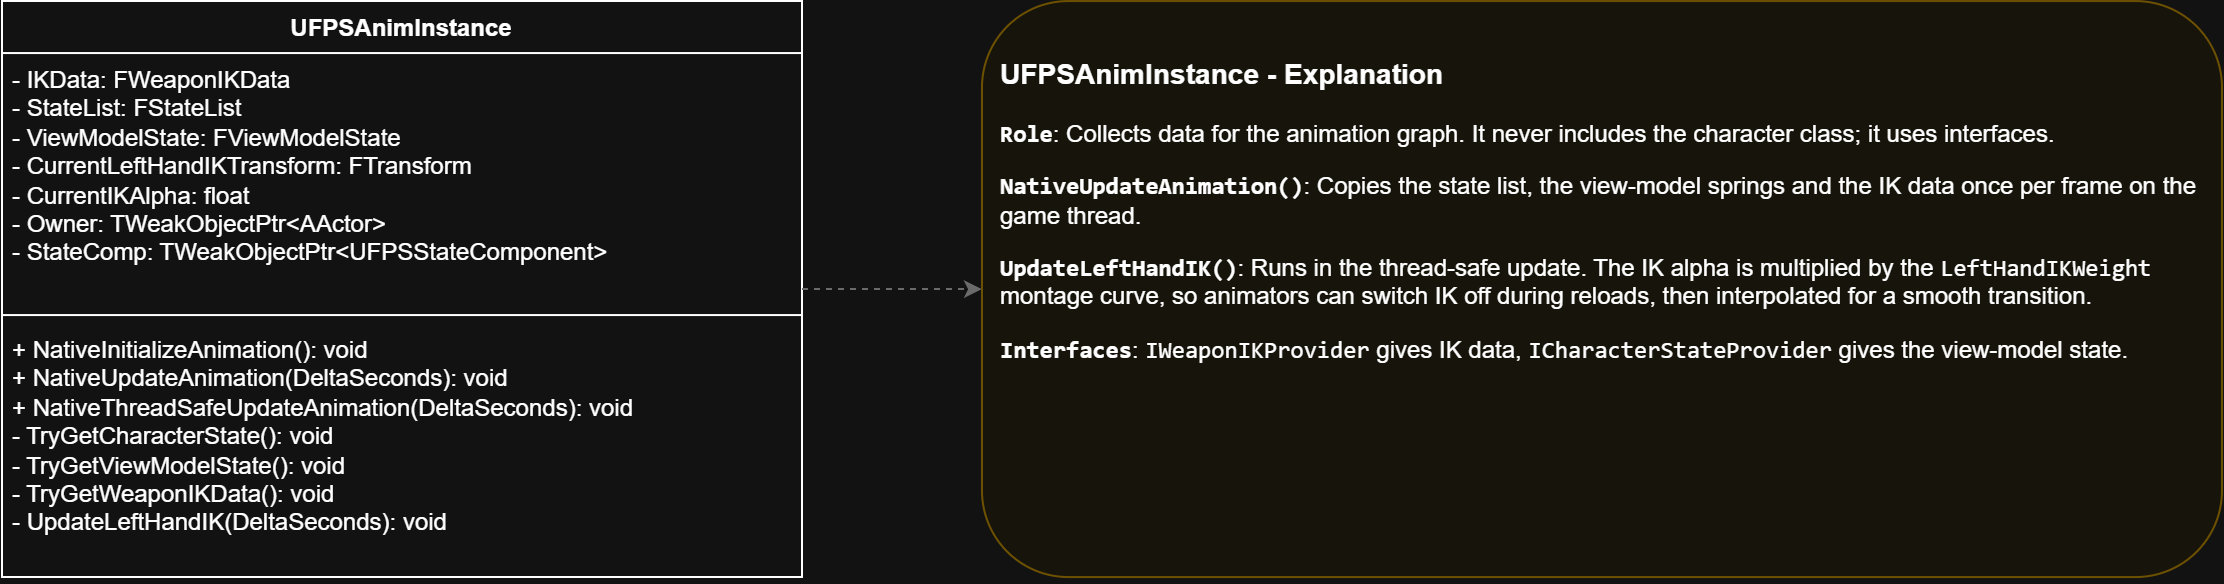 UFPSAnimInstance
- IKData: FWeaponIKData
- StateList: FStateList
- ViewModelState: FViewModelState
- CurrentLeftHandIKTransform: FTransform
- CurrentIKAlpha: float
- Owner: TWeakObjectPtr<AActor>
- StateComp: TWeakObjectPtr<UFPSStateComponent>
+ NativeInitializeAnimation(): void
+ NativeUpdateAnimation(DeltaSeconds): void
+ NativeThreadSafeUpdateAnimation(DeltaSeconds): void
- TryGetCharacterState(): void
- TryGetViewModelState(): void
- TryGetWeaponIKData(): void
- UpdateLeftHandIK(DeltaSeconds): void
UFPSAnimInstance - Explanation
Role: Collects data for the animation graph. It never includes the character class; it uses interfaces.
NativeUpdateAnimation(): Copies the state list, the view-model springs and the IK data once per frame on the
game thread.
UpdateLeftHandIK(): Runs in the thread-safe update. The IK alpha is multiplied by the LeftHandIKWeight
montage curve, so animators can switch IK off during reloads, then interpolated for a smooth transition.
Interfaces: IWeaponIKProvider gives IK data, ICharacterStateProvider gives the view-model state.